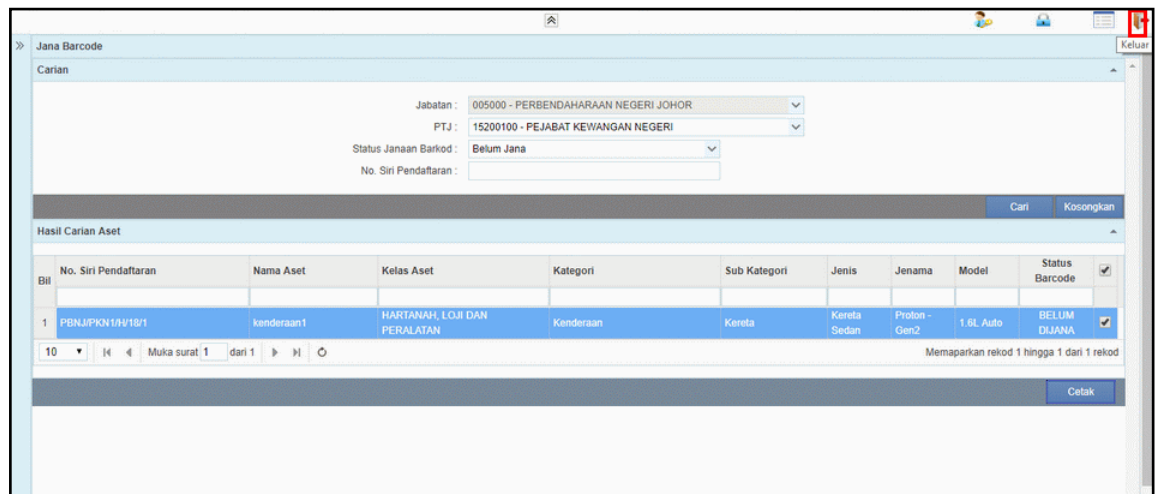 Keluar
Jana Barcode
Carian
Jabatan : 005000 - PERBENDAHARAAN NEGERI JOHOR
PTJ : 15200100 - PEJABAT KEWANGAN NEGERI
Status Janaan Barkod : Belum Jana
No. Siri Pendaftaran :
Cari Kosongkan
Hasil Carian Aset
Bil No. Siri Pendaftaran Nama Aset Kelas Aset Kategori Sub Kategori Jenis Jenama Model Status
Barcode
1 PBNJ/PKN1/H/18/1 kenderaan1 HARTANAH, LOJI DAN Kenderaan Kereta Kereta Proton - 1.6L Auto BELUM
PERALATAN Sedan Gen2 DIJANA
10 Muka surat 1 dari 1 Memaparkan rekod 1 hingga 1 dari 1 rekod
Cetak